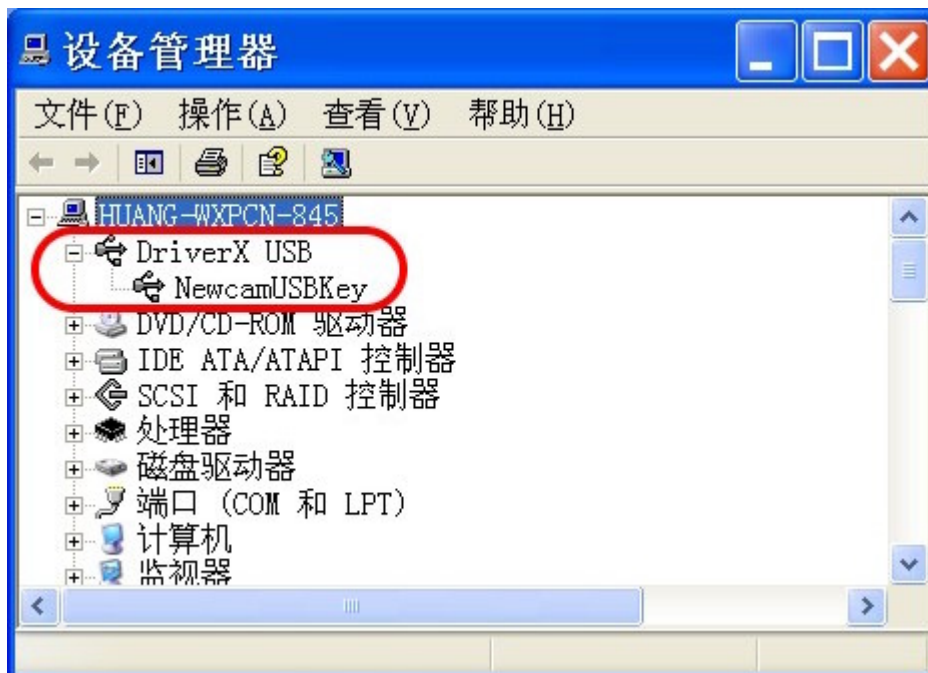 设备管理器
文件(F) 操作(A) 查看(V) 帮助(H)
HUANG-WXPCN-845
DriverX USB
NewcamUSBKey
DVD/CD-ROM 驱动器
IDE ATA/ATAPI 控制器
SCSI 和 RAID 控制器
处理器
磁盘驱动器
端口 (COM 和 LPT)
计算机
监视器